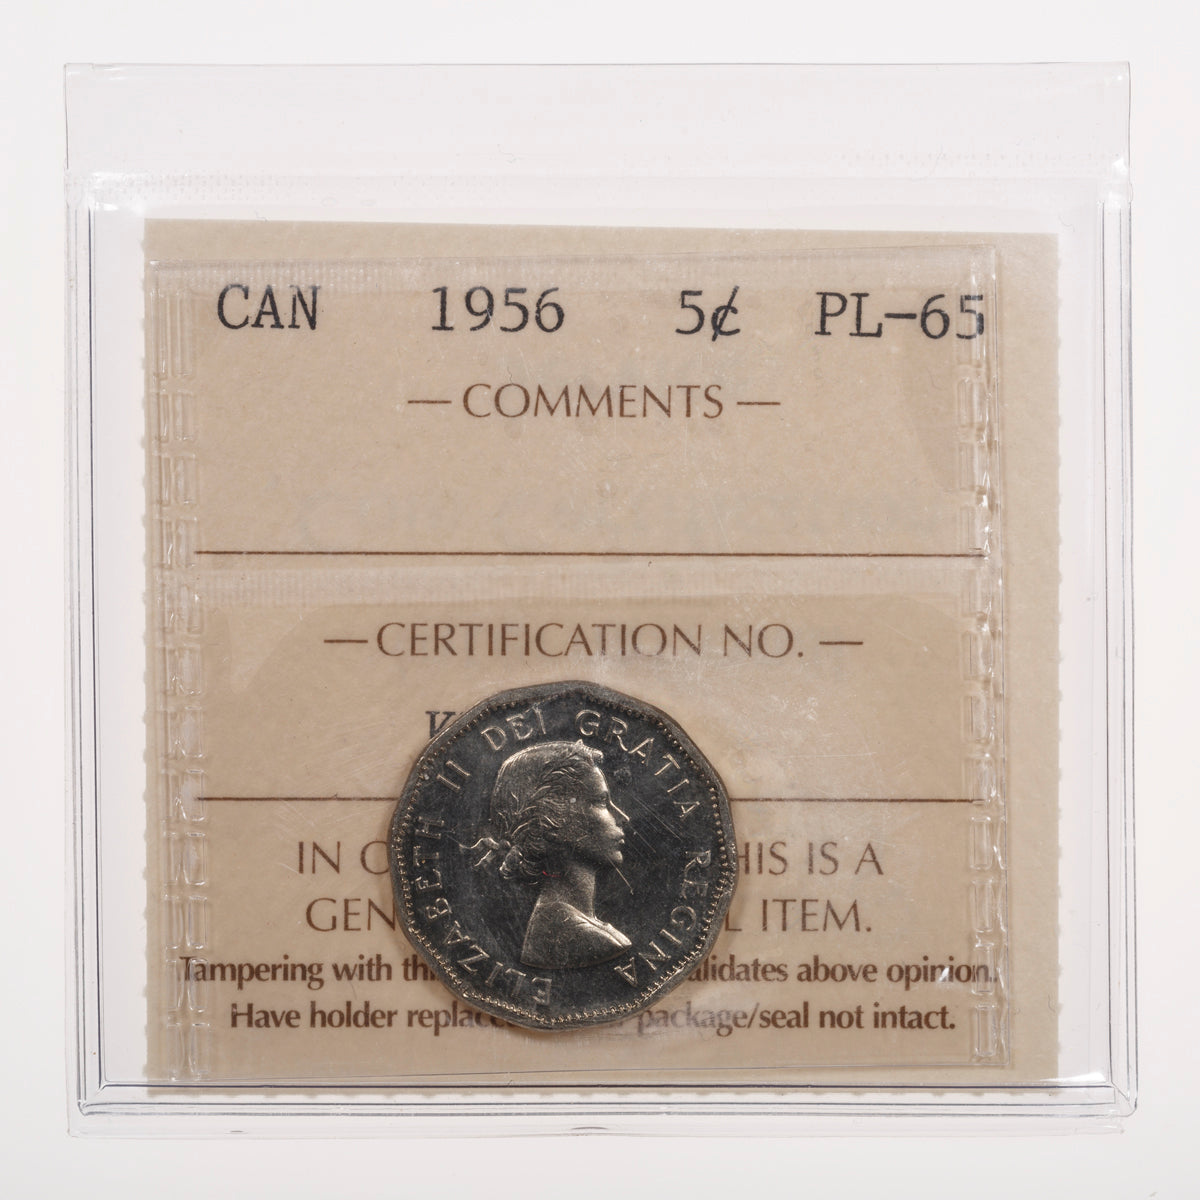 CAN 1956 5¢ PL-65
— COMMENTS —
— CERTIFICATION NO. —
K
ELIZABETH II DEI GRATIA REGINA
IN O HIS IS A
GEN L ITEM.
Tampering with th alidates above opinion.
Have holder replac package/seal not intact.